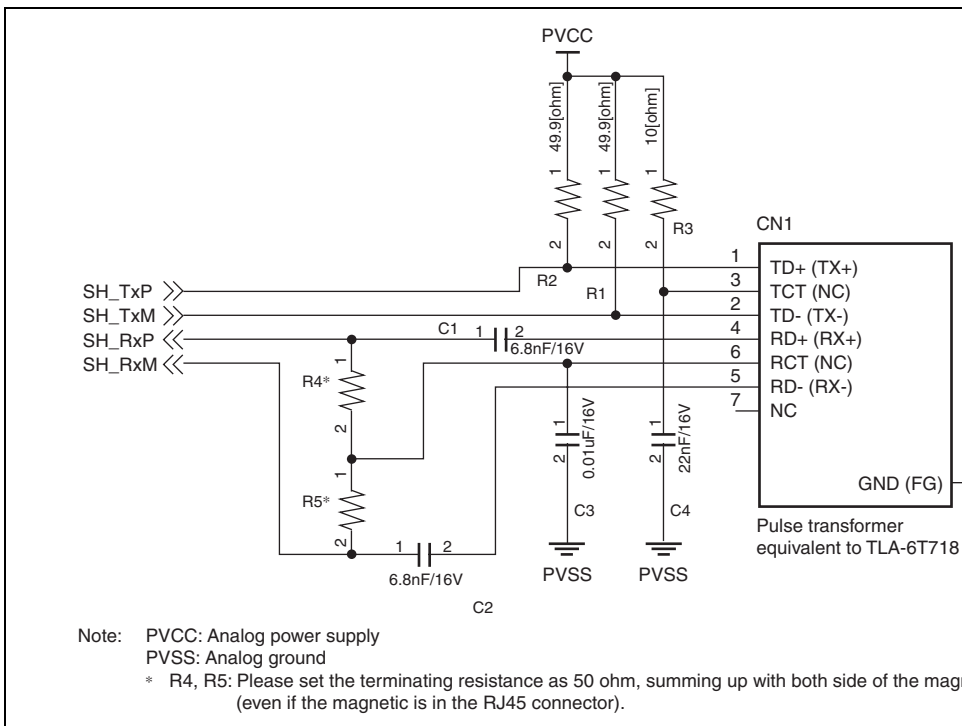 PVCC
49.9[ohm]
49.9[ohm]
10[ohm]
1
1
1
2
2
2
R3
R2
R1
CN1
SH_TxP
SH_TxM
SH_RxP
SH_RxM
1 TD+ (TX+)
3 TCT (NC)
2 TD- (TX-)
4 RD+ (RX+)
6 RCT (NC)
5 RD- (RX-)
7 NC
GND (FG)
C1 1 2
6.8nF/16V
1
R4*
2
1
R5*
2
1 2
6.8nF/16V
C2
1
2
0.01uF/16V
C3
PVSS
1
2
22nF/16V
C4
PVSS
Pulse transformer
equivalent to TLA-6T718
Note: PVCC: Analog power supply
PVSS: Analog ground
* R4, R5: Please set the terminating resistance as 50 ohm, summing up with both side of the magn
(even if the magnetic is in the RJ45 connector).